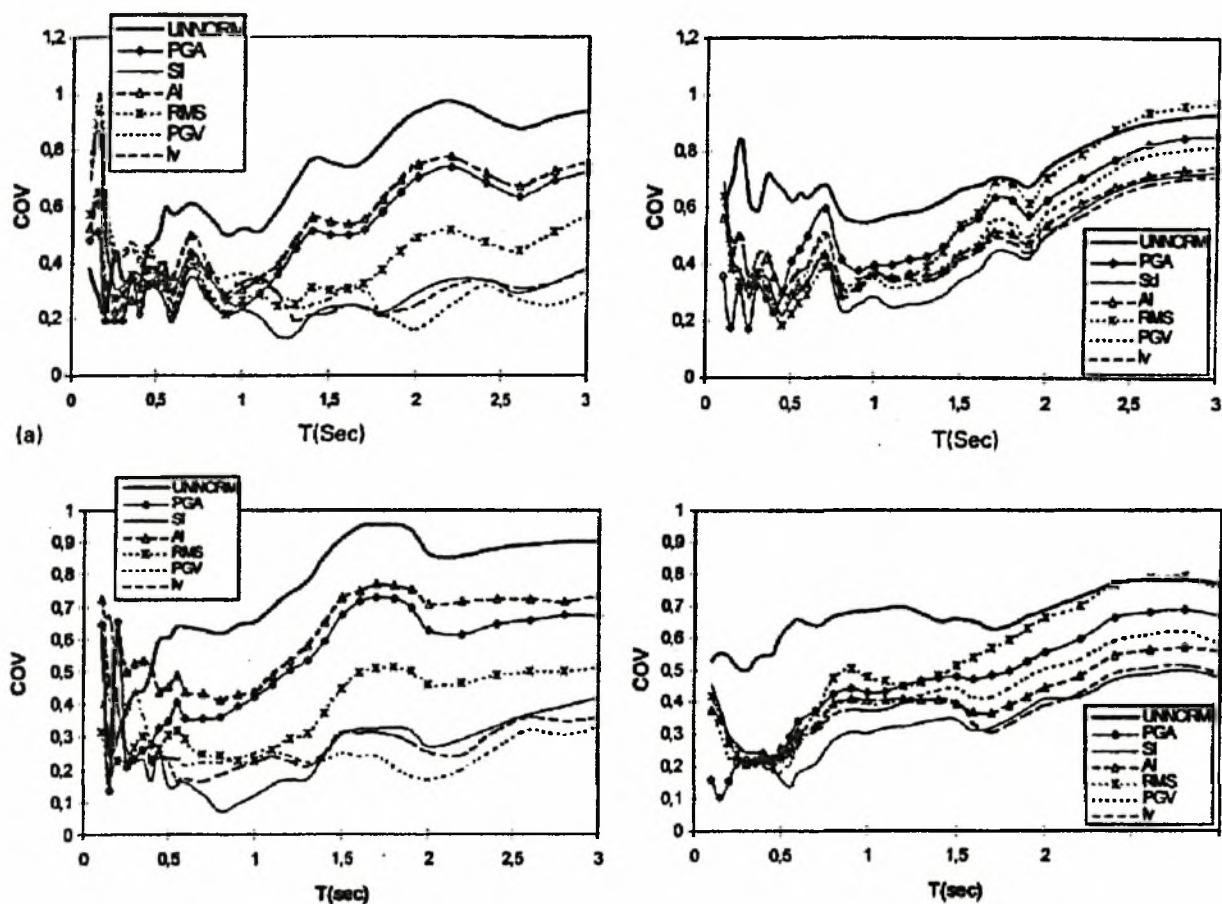 UNNORM
PGA
SI
AI
RMS
PGV
Iv
1,2
1
0,8
0,6
0,4
0,2
0
COV
0
0,5
1
1,5
2
2,5
3
T(Sec)
(a)
1,2
1
0,8
0,6
0,4
0,2
0
COV
UNNORM
PGA
AI
RMS
PGV
Iv
0
0,5
1
1,5
2
2,5
3
T(Sec)
UNNORM
PGA
SI
AI
RMS
PGV
Iv
1
0,9
0,8
0,7
0,6
0,5
0,4
0,3
0,2
0,1
0
COV
0
0,5
1
1,5
2
2,5
3
T(sec)
1
0,9
0,8
0,7
0,6
0,5
0,4
0,3
0,2
0,1
0
COV
UNNORM
PGA
SI
AI
RMS
PGV
Iv
0
0,5
1
1,5
2
2,5
3
T(sec)